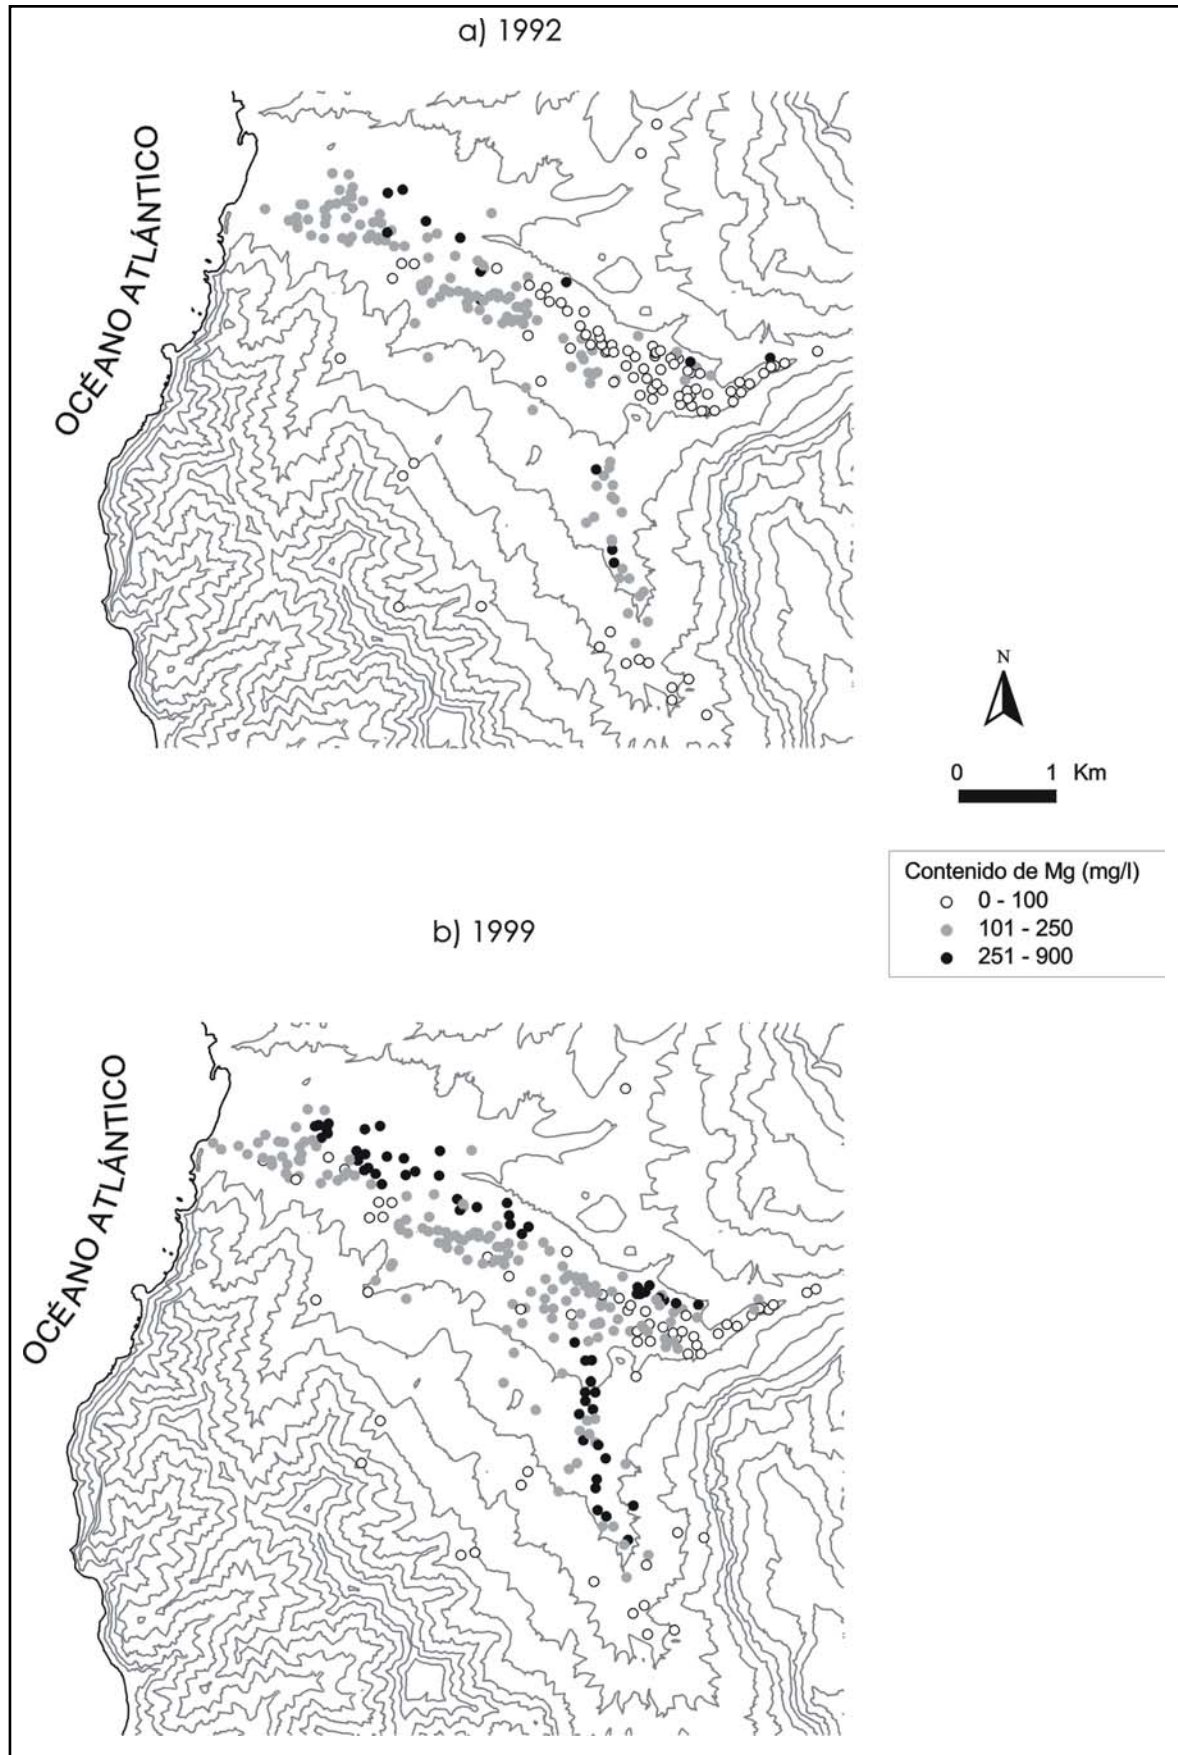 a) 1992
OCÉANO ATLÁNTICO
N
0 1 Km
Contenido de Mg (mg/l)
0 - 100
101 - 250
251 - 900
b) 1999
OCÉANO ATLÁNTICO